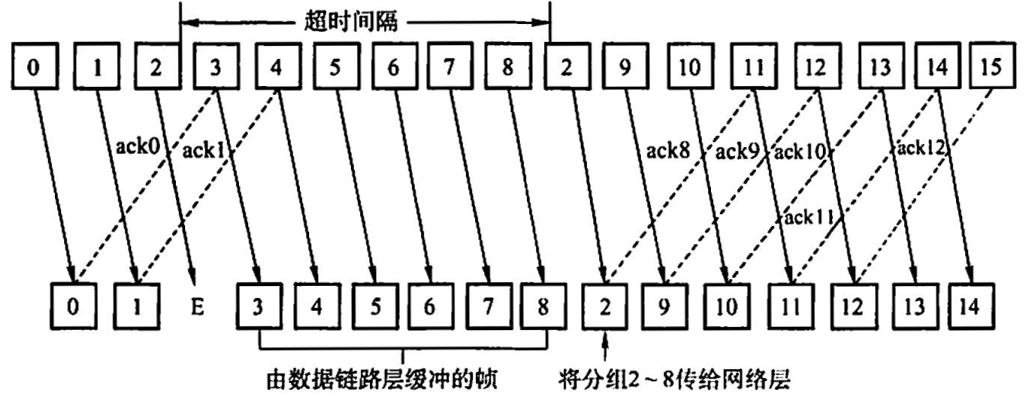 超时间隔
0 1 2 3 4 5 6 7 8 2 9 10 11 12 13 14 15
ack0 ack1 ack8 ack9 ack10 ack12
ack11
0 1 E 3 4 5 6 7 8 2 9 10 11 12 13 14
由数据链路层缓冲的帧 将分组2~8传给网络层